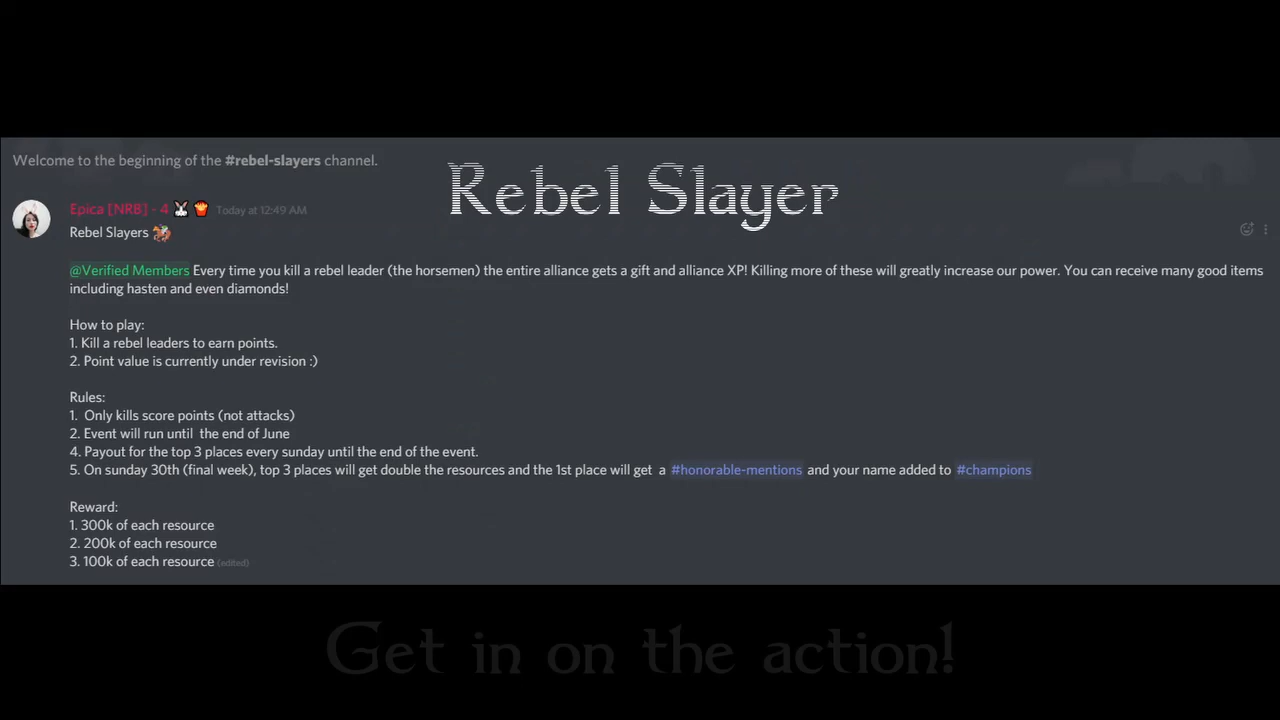 Welcome to the beginning of the #rebel-slayers channel.
Rebel Slayer
Epica [NRB] - 4 Today at 12:49 AM
Rebel Slayers
@Verified Members Every time you kill a rebel leader (the horsemen) the entire alliance gets a gift and alliance XP! Killing more of these will greatly increase our power. You can receive many good items
including hasten and even diamonds!
How to play:
1. Kill a rebel leaders to earn points.
2. Point value is currently under revision :)
Rules:
1. Only kills score points (not attacks)
2. Event will run until the end of June
4. Payout for the top 3 places every sunday until the end of the event.
5. On sunday 30th (final week), top 3 places will get double the resources and the 1st place will get a #honorable-mentions and your name added to #champions
Reward:
1. 300k of each resource
2. 200k of each resource
3. 100k of each resource (edited)
Get in on the action!